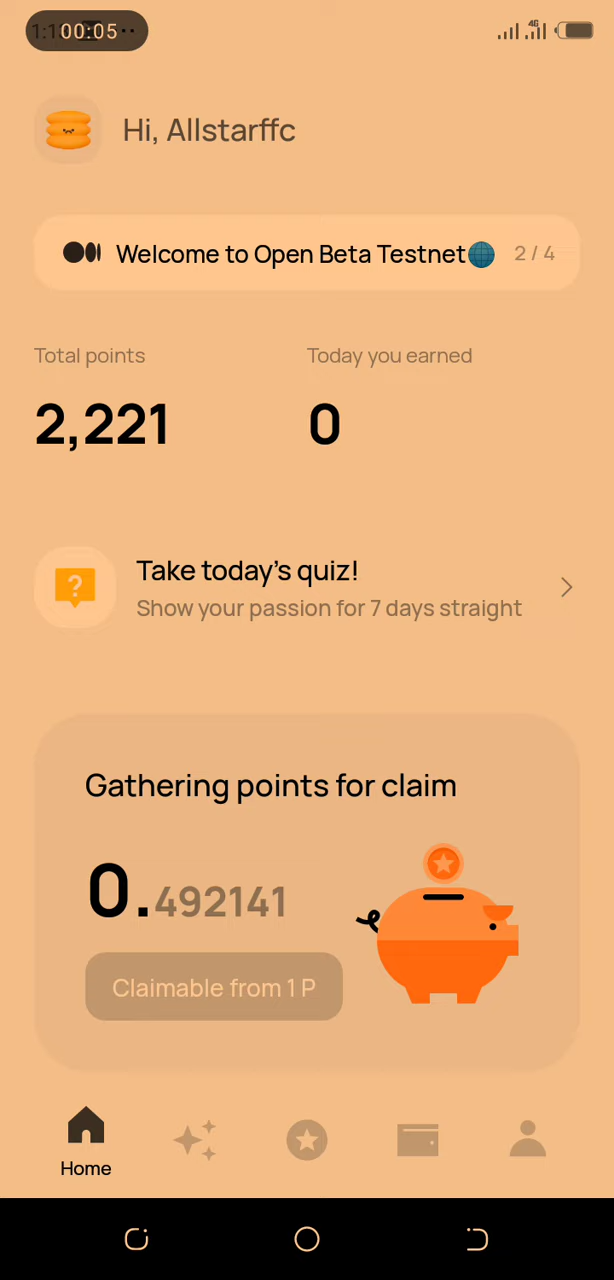 00:05
4G
Hi, Allstarffc
Welcome to Open Beta Testnet 2 / 4
Total points
Today you earned
2,221
0
?
Take today's quiz!
Show your passion for 7 days straight
Gathering points for claim
0.492141
Claimable from 1 P
Home